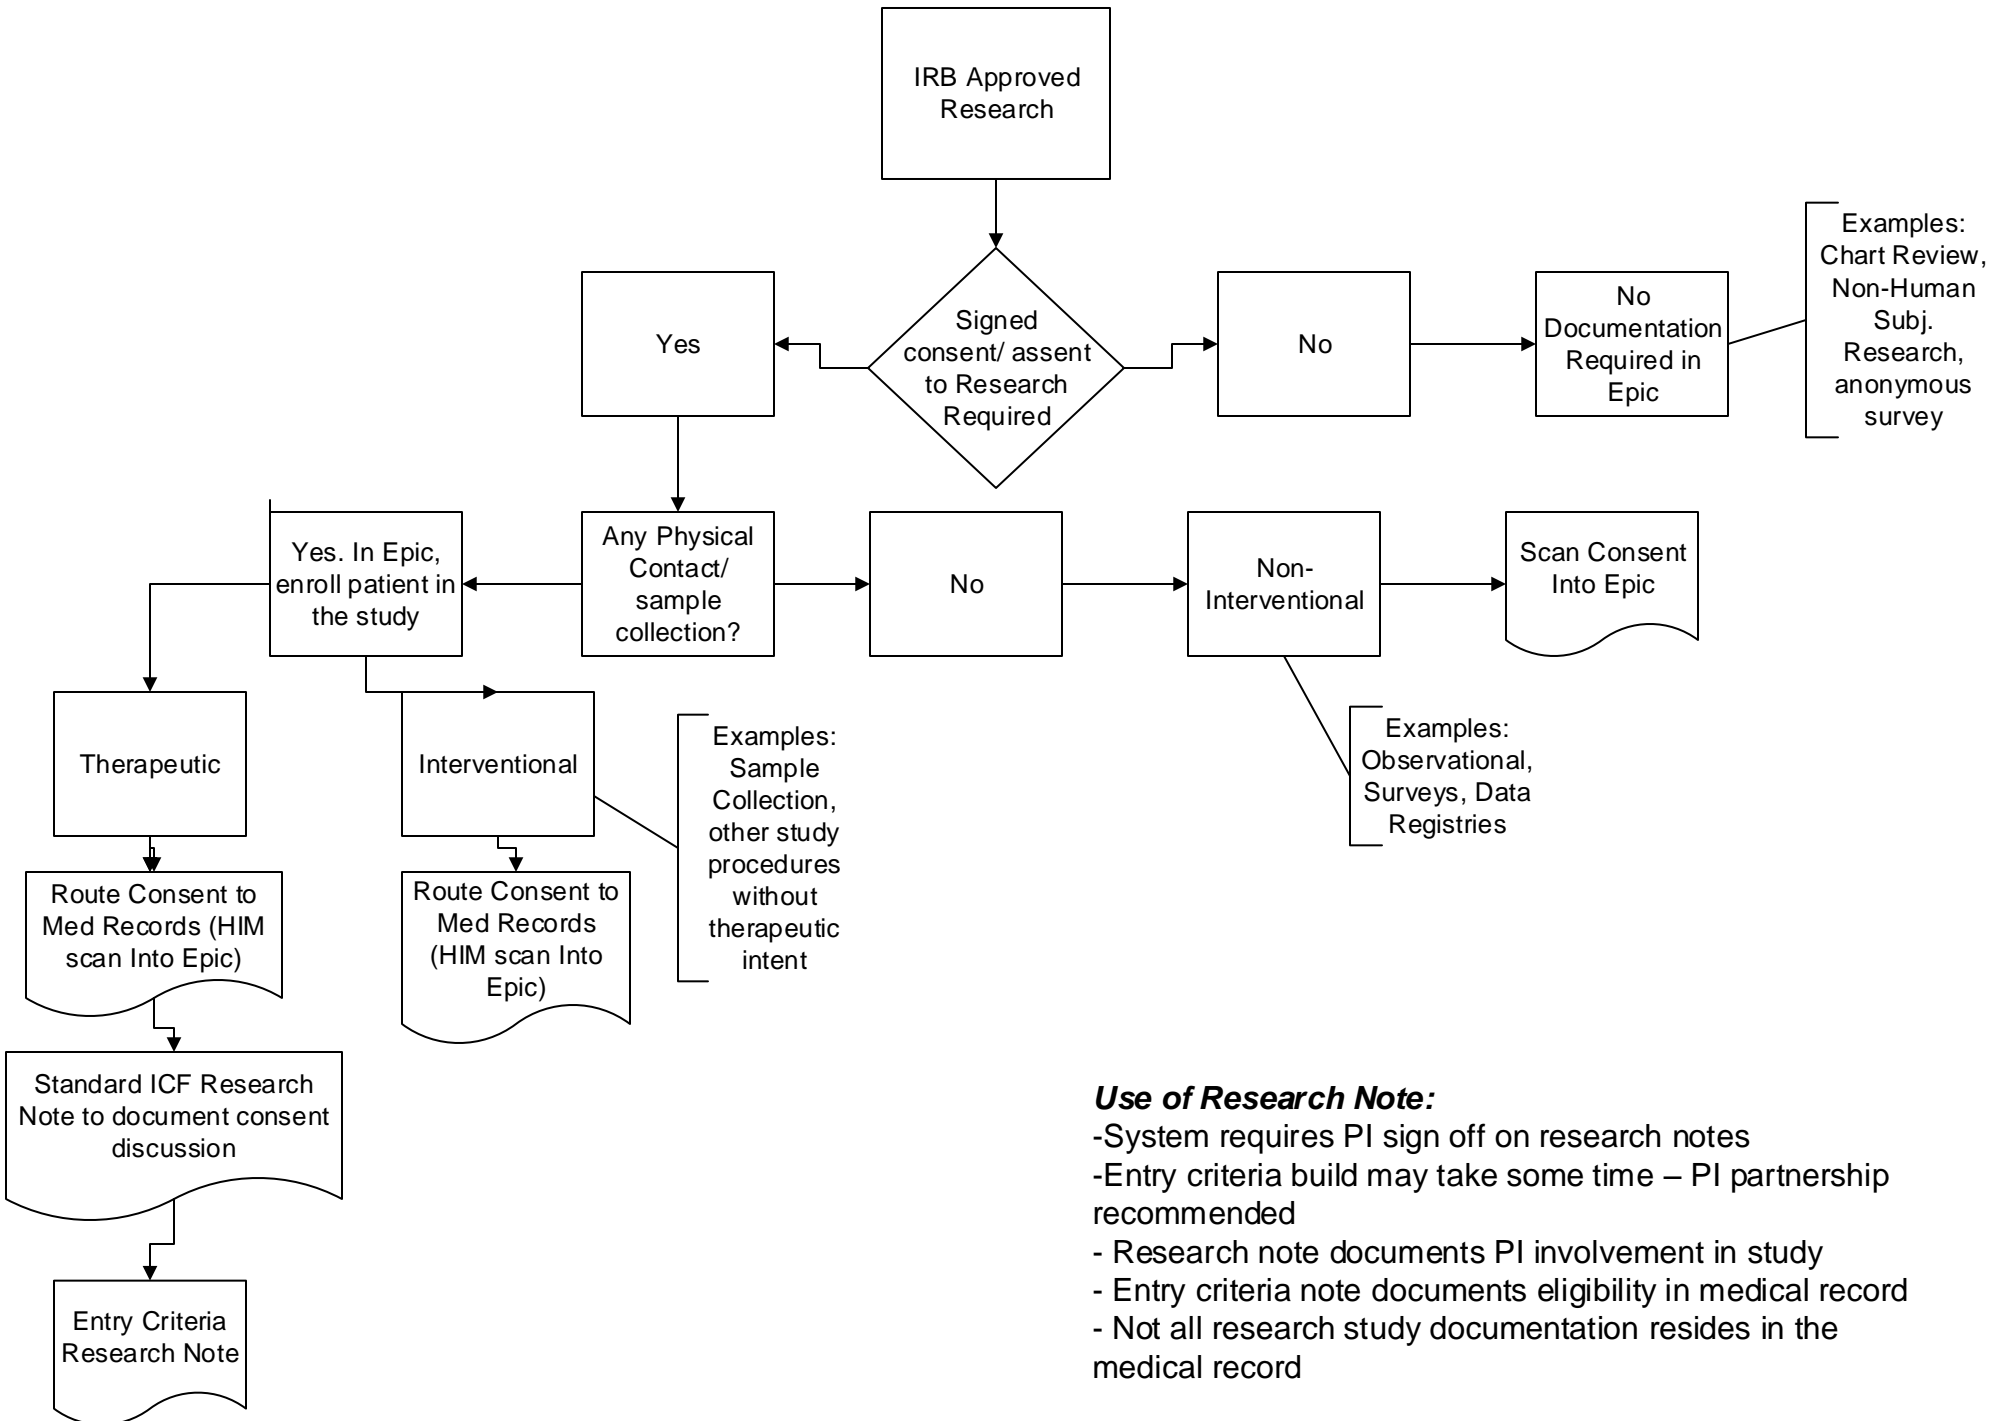 IRB Approved
Research
Signed
consent/ assent
to Research
Required
Yes
No
No
Documentation
Required in
Epic
Examples:
Chart Review,
Non-Human
Subj.
Research,
anonymous
survey
Yes. In Epic,
enroll patient in
the study
Any Physical
Contact/
sample
collection?
No
Non-
Interventional
Scan Consent
Into Epic
Therapeutic
Interventional
Examples:
Sample
Collection,
other study
procedures
without
therapeutic
intent
Examples:
Observational,
Surveys, Data
Registries
Route Consent to
Med Records (HIM
scan Into Epic)
Route Consent to
Med Records
(HIM scan Into
Epic)
Standard ICF Research
Note to document consent
discussion
Entry Criteria
Research Note
Use of Research Note:
-System requires PI sign off on research notes
-Entry criteria build may take some time – PI partnership
recommended
- Research note documents PI involvement in study
- Entry criteria note documents eligibility in medical record
- Not all research study documentation resides in the
medical record